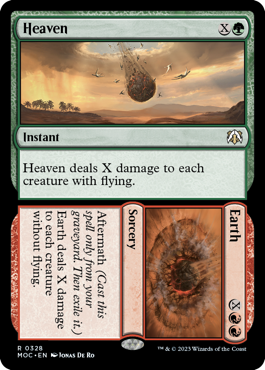 Heaven XG
Instant
Heaven deals X damage to each
creature with flying.
Earth XRR
Sorcery
Aftermath (Cast this
spell only from your
graveyard. Then exile it.)
Earth deals X damage
to each creature
without flying.
R 0328
MOC • EN Jonas De Ro
™ & © 2023 Wizards of the Coast